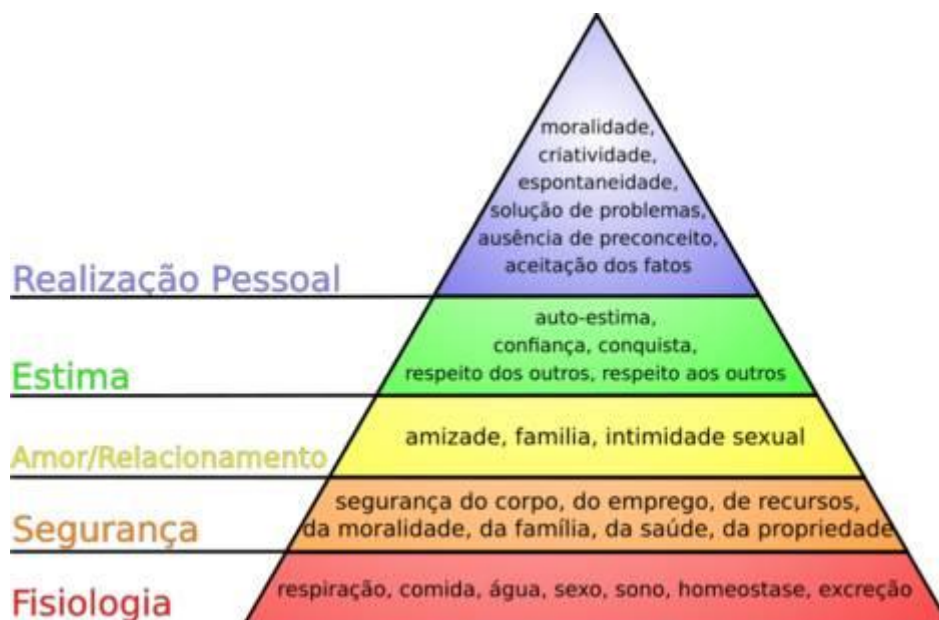 moralidade,
criatividade,
espontaneidade,
solução de problemas,
ausência de preconceito,
aceitação dos fatos
Realização Pessoal
auto-estima,
confiança, conquista,
respeito dos outros, respeito aos outros
Estima
amizade, familia, intimidade sexual
Amor/Relacionamento
segurança do corpo, do emprego, de recursos,
da moralidade, da família, da saúde, da propriedade
Segurança
respiração, comida, água, sexo, sono, homeostase, excreção
Fisiologia